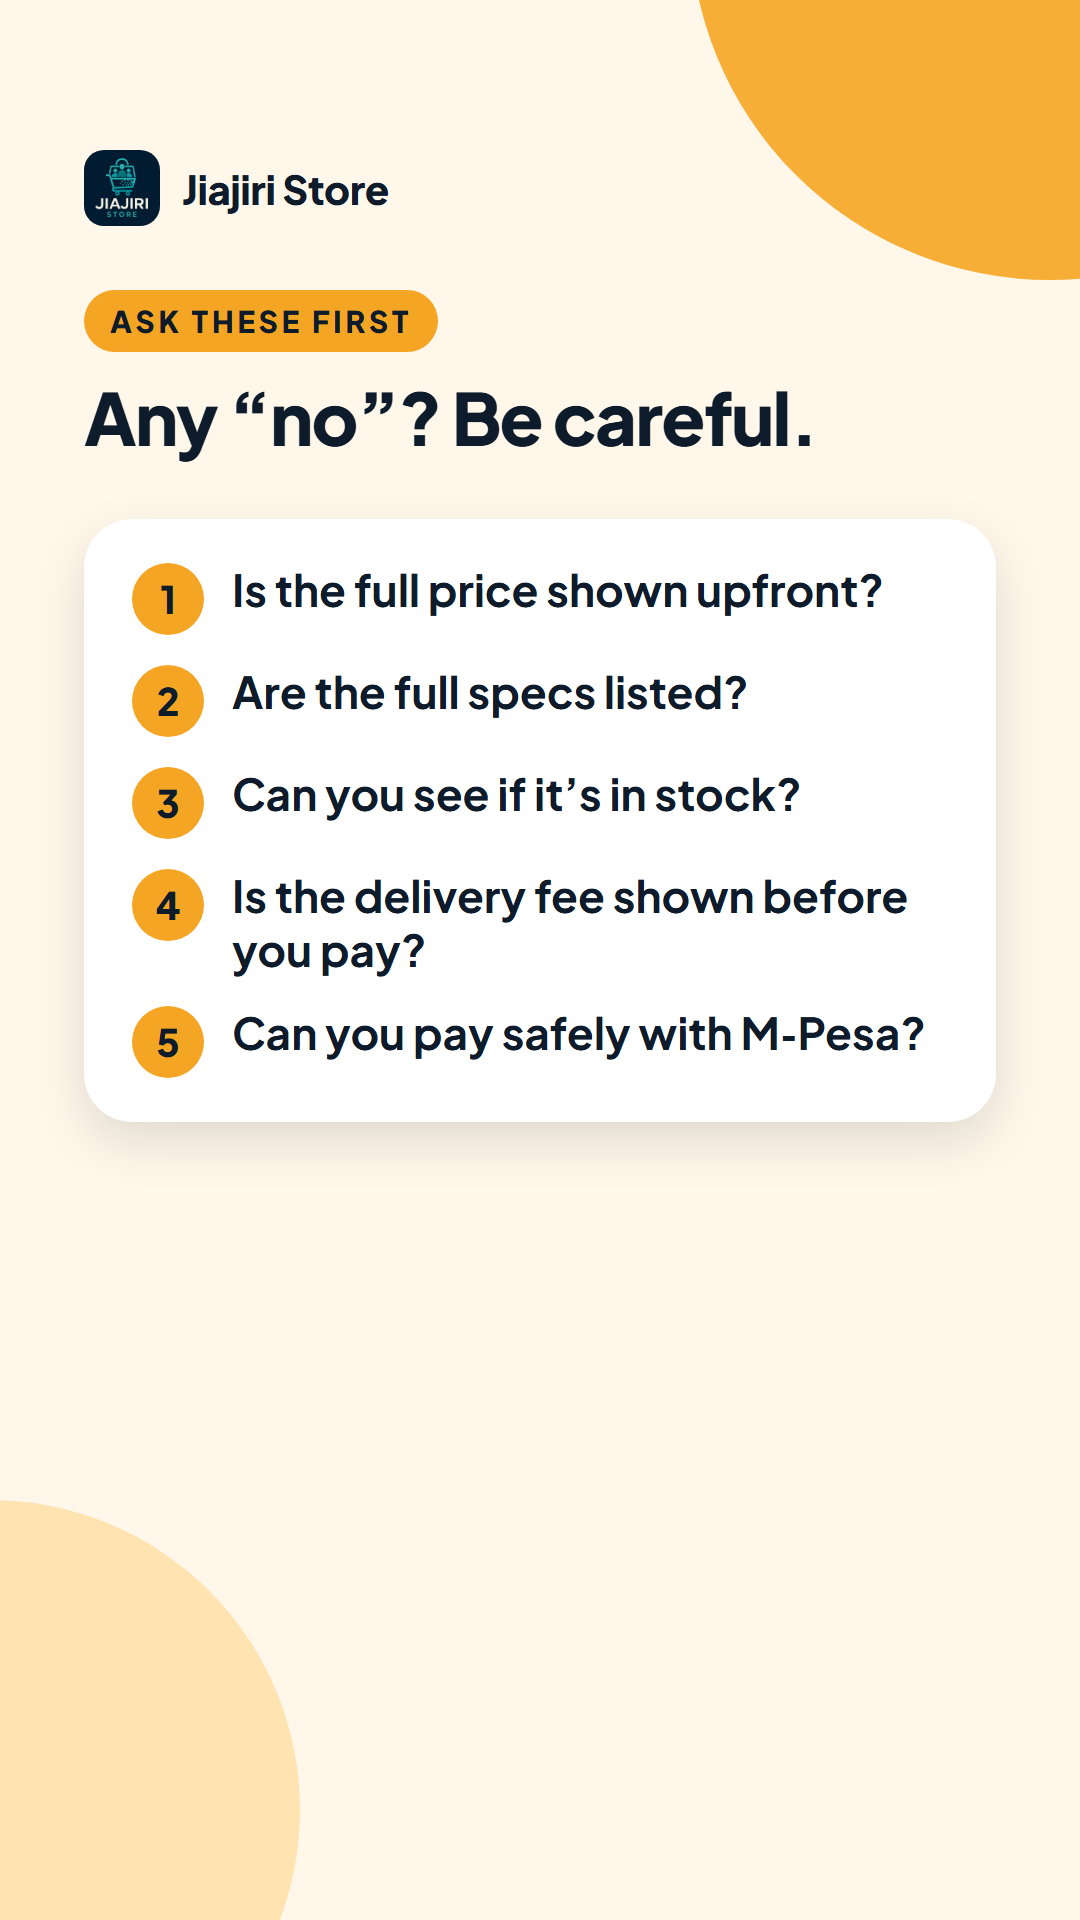 JIAJIRI
STORE
Jiajiri Store
ASK THESE FIRST
Any “no”? Be careful.
1 Is the full price shown upfront?
2 Are the full specs listed?
3 Can you see if it’s in stock?
4 Is the delivery fee shown before
you pay?
5 Can you pay safely with M-Pesa?